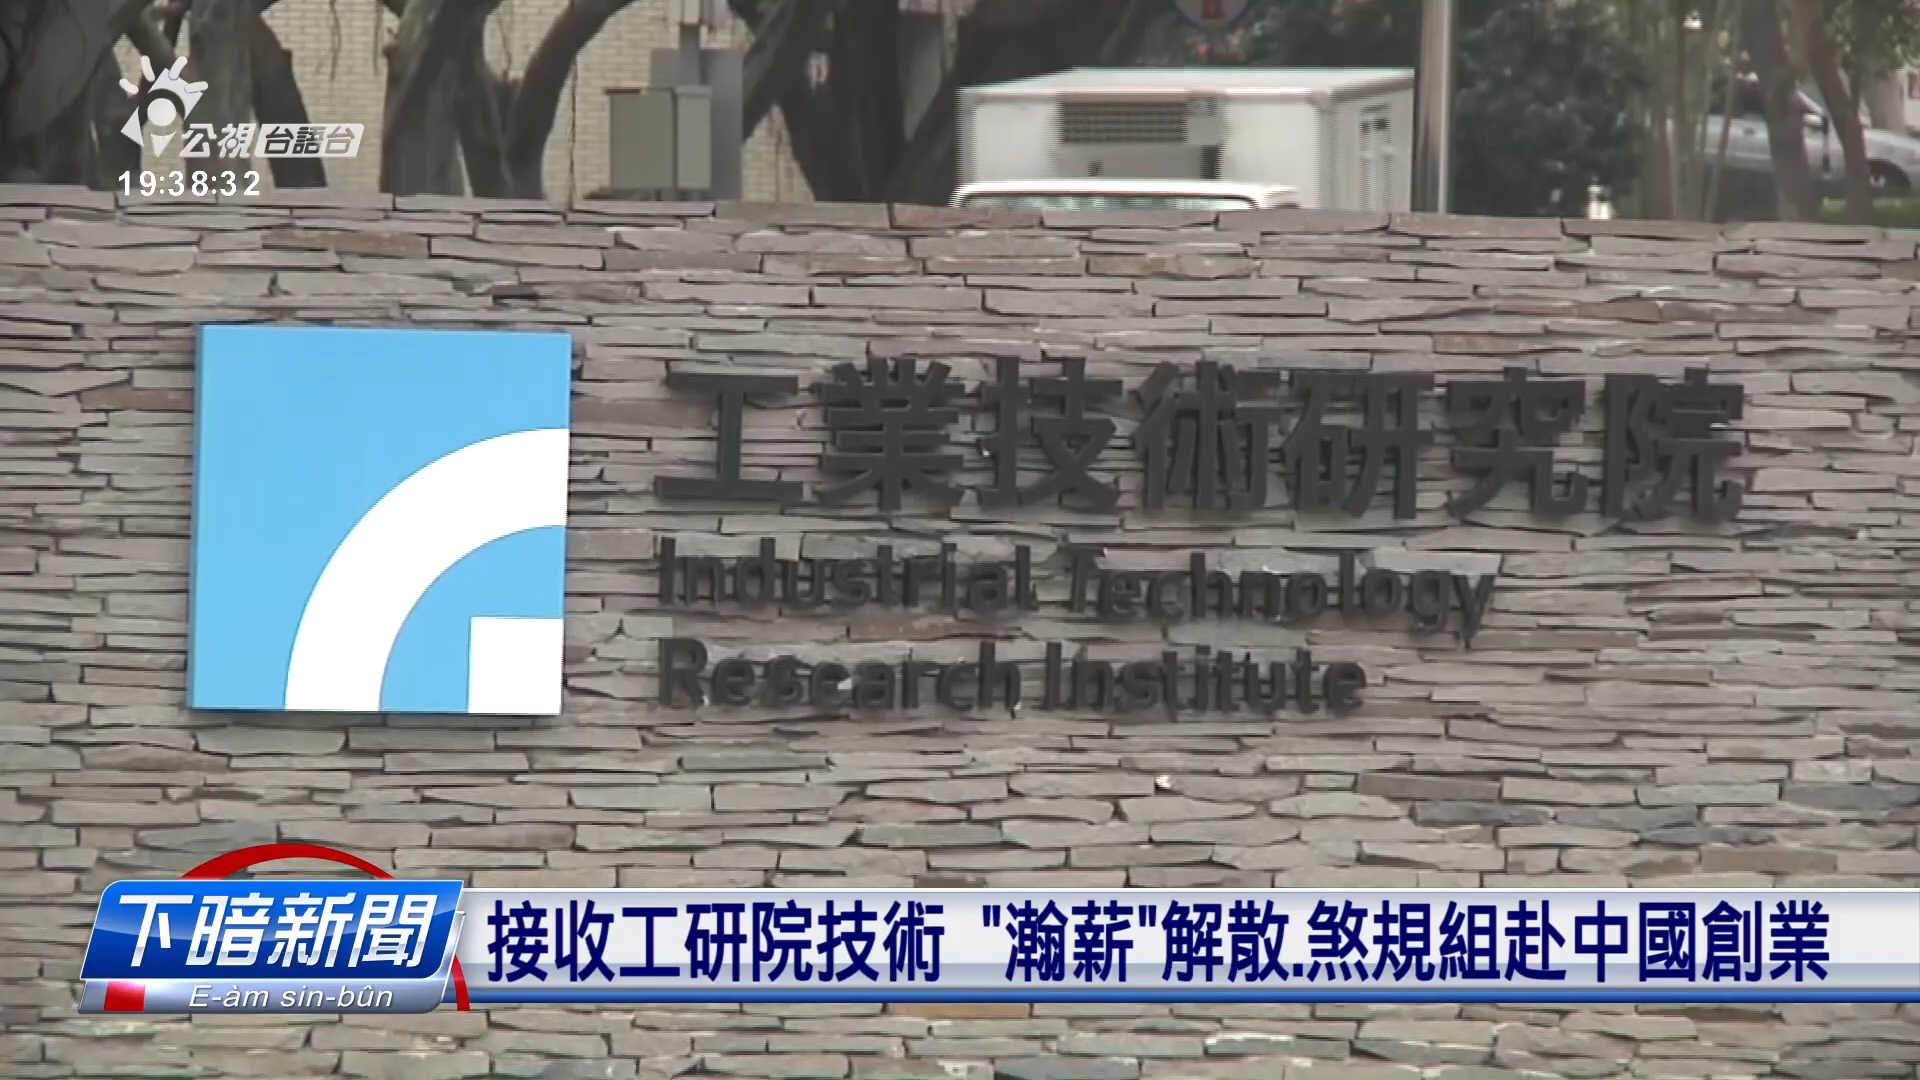 公視台語台
19:38:32
工業技術研究院
Industrial Technology
Research Institute
下暗新聞
E-àm sin-bûn
接收工研院技術 "瀚薪"解散.煞規組赴中國創業